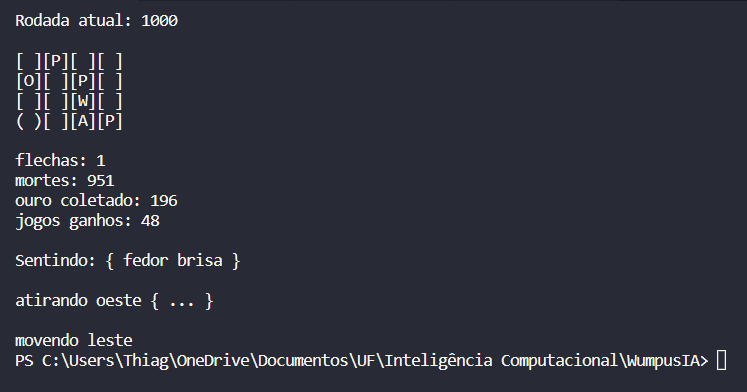 Rodada atual: 1000
[ ][P][ ][ ]
[O][ ][P][ ]
[ ][ ][W][ ]
( )[ ][A][P]
flechas: 1
mortes: 951
ouro coletado: 196
jogos ganhos: 48
Sentindo: { fedor brisa }
atirando oeste { ... }
movendo leste
PS C:\Users\Thiag\OneDrive\Documentos\UF\Inteligência Computacional\WumpusIA>